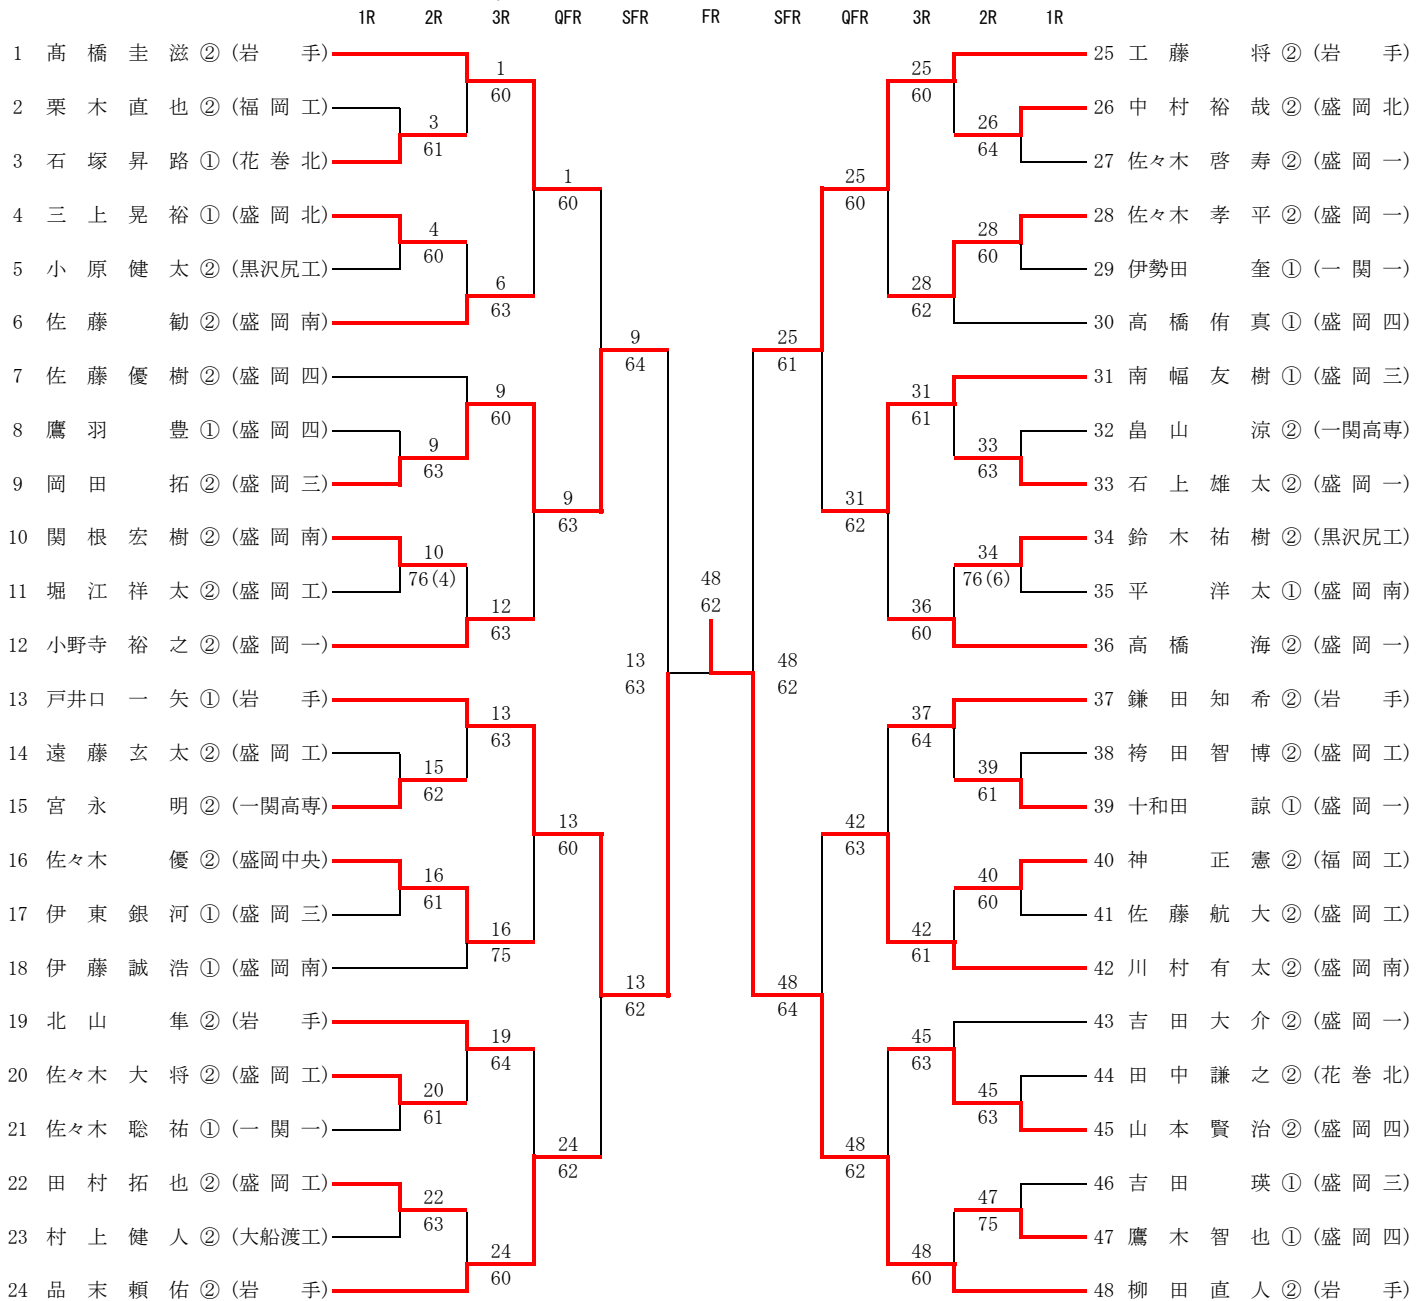 1R 2R 3R QFR SFR FR SFR QFR 3R 2R 1R
1 髙橋圭滋②(岩手) 25 工藤将②(岩手)
1 25
60 60
2 栗木直也②(福岡工) 26 中村裕哉②(盛岡北)
3 26
61 64
3 石塚昇路①(花巻北) 27 佐々木啓寿②(盛岡一)
1 25
60 60
4 三上晃裕①(盛岡北) 28 佐々木孝平②(盛岡一)
4 28
60 60
5 小原健太②(黒沢尻工) 29 伊勢田奎①(一関一)
6 28
63 62
6 佐藤勧②(盛岡南) 30 高橋侑真①(盛岡四)
9 25
64 61
7 佐藤優樹②(盛岡四) 31 南幅友樹①(盛岡三)
9 31
60 61
8 鷹羽豊①(盛岡四) 32 畠山涼②(一関高専)
9 33
63 63
9 岡田拓②(盛岡三) 33 石上雄太②(盛岡一)
9 31
63 62
10 関根宏樹②(盛岡南) 34 鈴木祐樹②(黒沢尻工)
10 34
76(4) 76(6)
11 堀江祥太②(盛岡工) 35 平洋太①(盛岡南)
48
62
12 36
63 60
12 小野寺裕之②(盛岡一) 36 高橋海②(盛岡一)
13 48
63 62
13 戸井口一矢①(岩手) 37 鎌田知希②(岩手)
13 37
63 64
14 遠藤玄太②(盛岡工) 38 袴田智博②(盛岡工)
15 39
62 61
15 宮永明②(一関高専) 39 十和田諒①(盛岡一)
13 42
60 63
16 佐々木優②(盛岡中央) 40 神正憲②(福岡工)
16 40
61 60
17 伊東銀河①(盛岡三) 41 佐藤航大②(盛岡工)
16 42
75 61
18 伊藤誠浩①(盛岡南) 42 川村有太②(盛岡南)
13 48
62 64
19 北山隼②(岩手) 43 吉田大介②(盛岡一)
19 45
64 63
20 佐々木大将②(盛岡工) 44 田中謙之②(花巻北)
20 45
61 63
21 佐々木聡祐①(一関一) 45 山本賢治②(盛岡四)
24 48
62 62
22 田村拓也②(盛岡工) 46 吉田瑛①(盛岡三)
22 47
63 75
23 村上健人②(大船渡工) 47 鷹木智也①(盛岡四)
24 48
60 60
24 品末頼佑②(岩手) 48 柳田直人②(岩手)